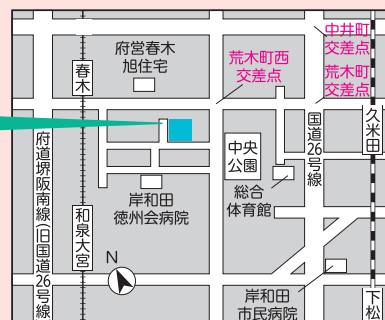 中井町
交差点
府営春木
旭住宅
荒木町西
交差点
荒木町
交差点
春木
久米田
国道26号線
中央
公園
府道堺阪南線(旧国道26号線)
総合
体育館
岸和田
徳州会病院
和泉大宮
N
岸和田
市民病院
下松